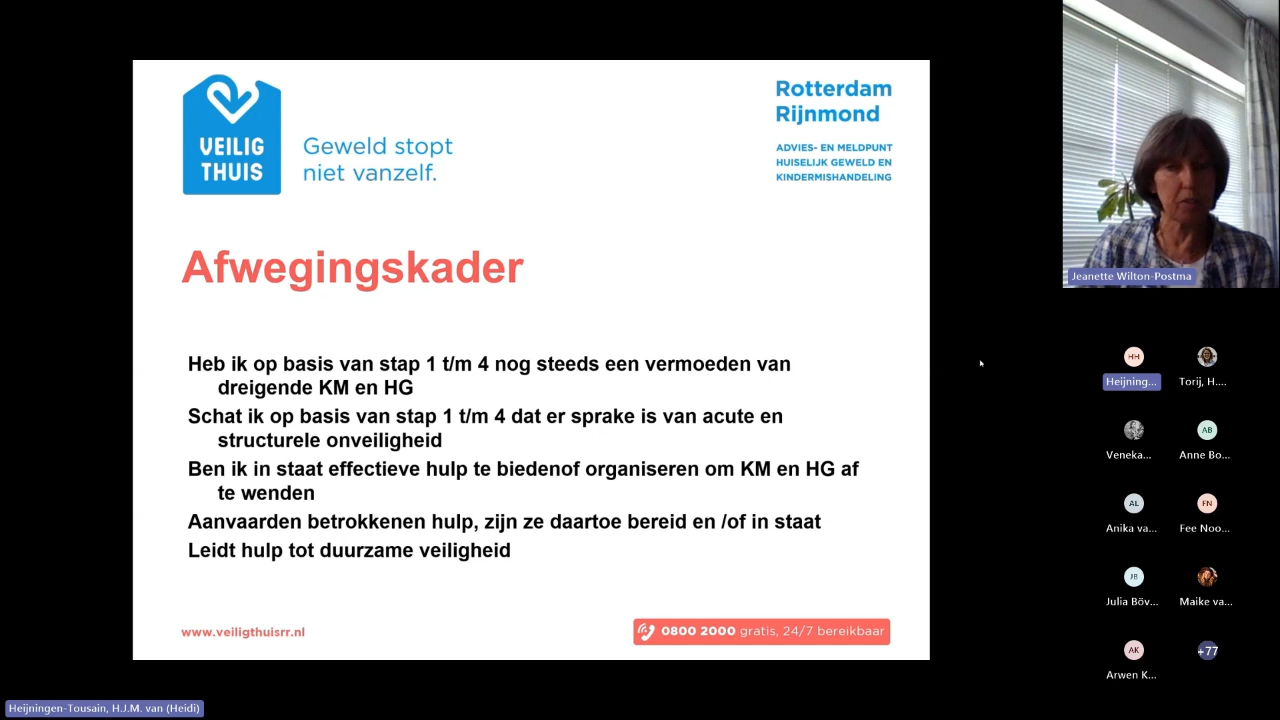 VEILIG
THUIS
Geweld stopt
niet vanzelf.
Rotterdam
Rijnmond
ADVIES- EN MELDPUNT
HUISELIJK GEWELD EN
KINDERMISHANDELING
Afwegingskader
Heb ik op basis van stap 1 t/m 4 nog steeds een vermoeden van
dreigende KM en HG
Schat ik op basis van stap 1 t/m 4 dat er sprake is van acute en
structurele onveiligheid
Ben ik in staat effectieve hulp te biedenof organiseren om KM en HG af
te wenden
Aanvaarden betrokkenen hulp, zijn ze daartoe bereid en /of in staat
Leidt hulp tot duurzame veiligheid
www.veiligthuisrr.nl
0800 2000 gratis, 24/7 bereikbaar
Jeanette Wilton-Postma
HH
Heijning...
Torij, H....
Veneka...
AB
Anne Bo...
AL
Anika va...
FN
Fee Noo...
JB
Julia Böv...
Maike va...
AK
Arwen K...
+77
Heijningen-Tousain, H.J.M. van (Heidi)